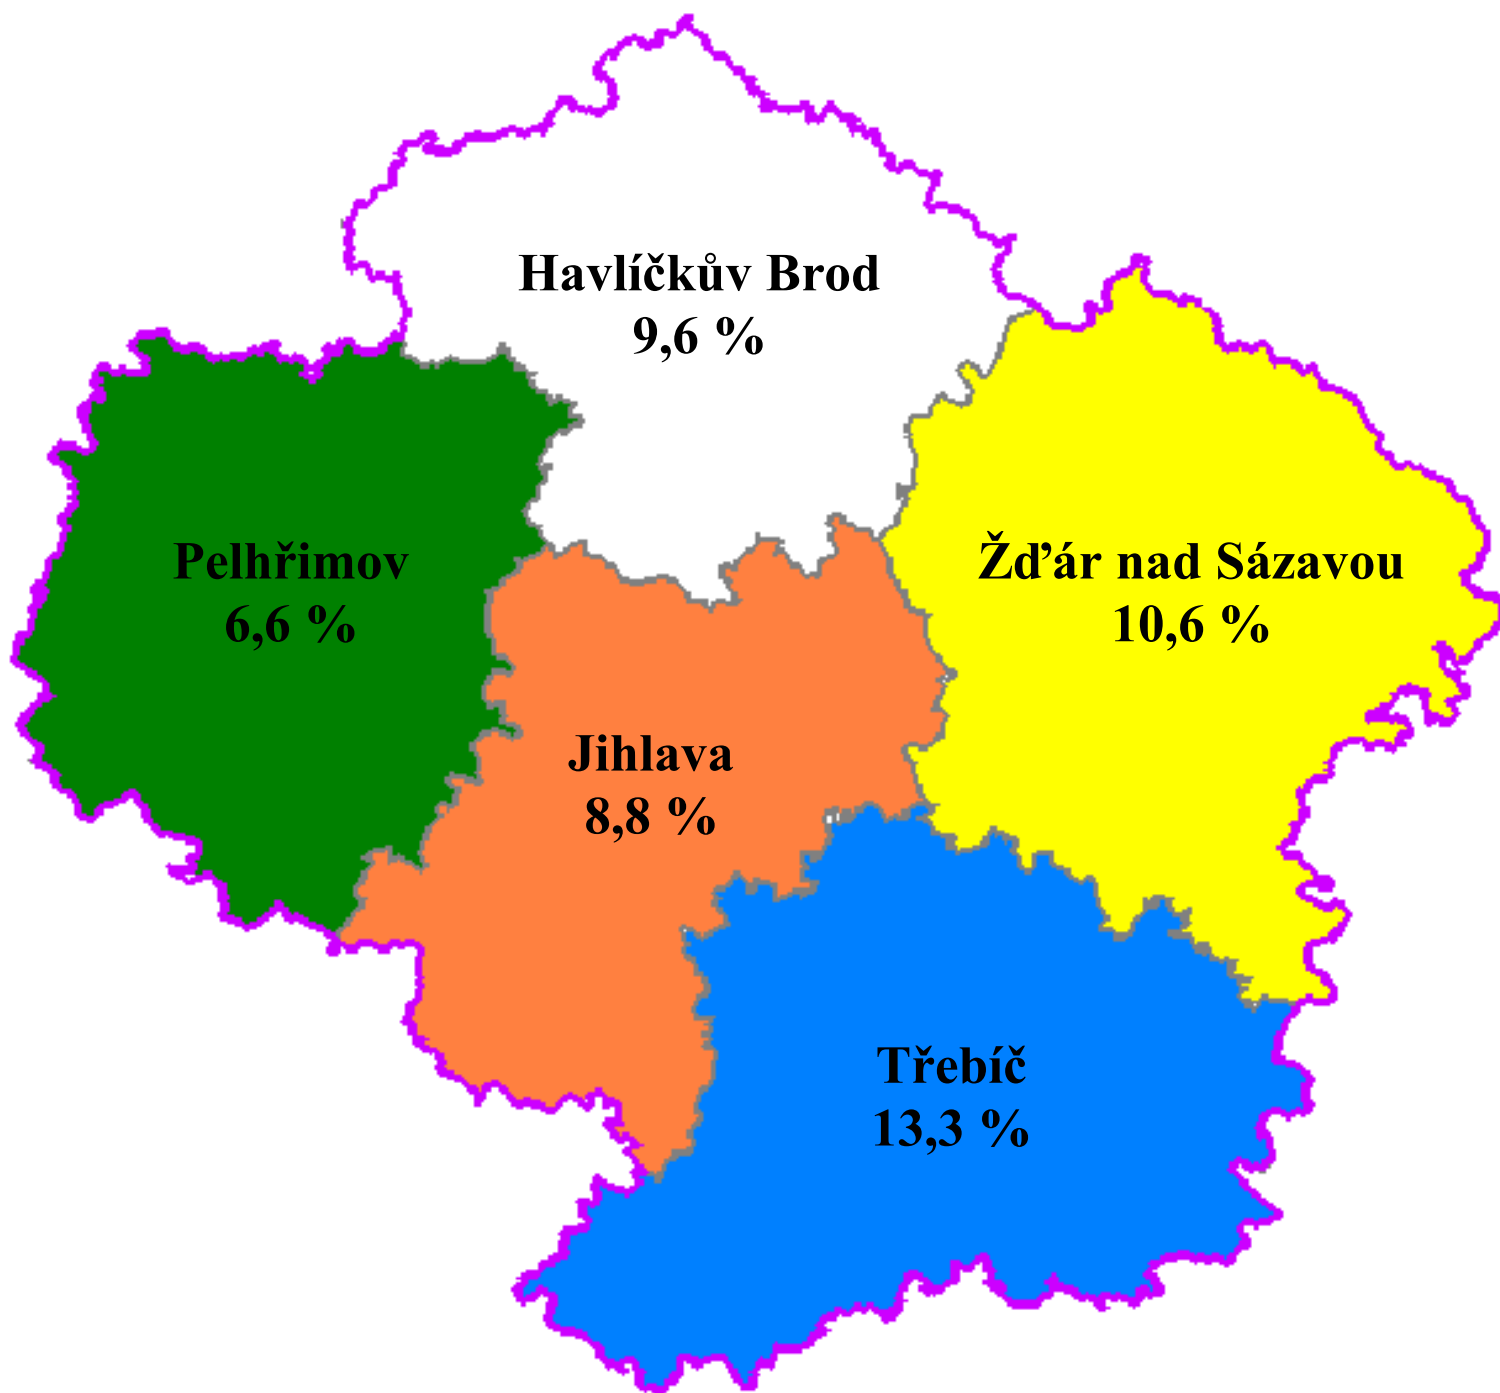 Havlíčkův Brod
9,6 %
Pelhřimov
6,6 %
Žďár nad Sázavou
10,6 %
Jihlava
8,8 %
Třebíč
13,3 %